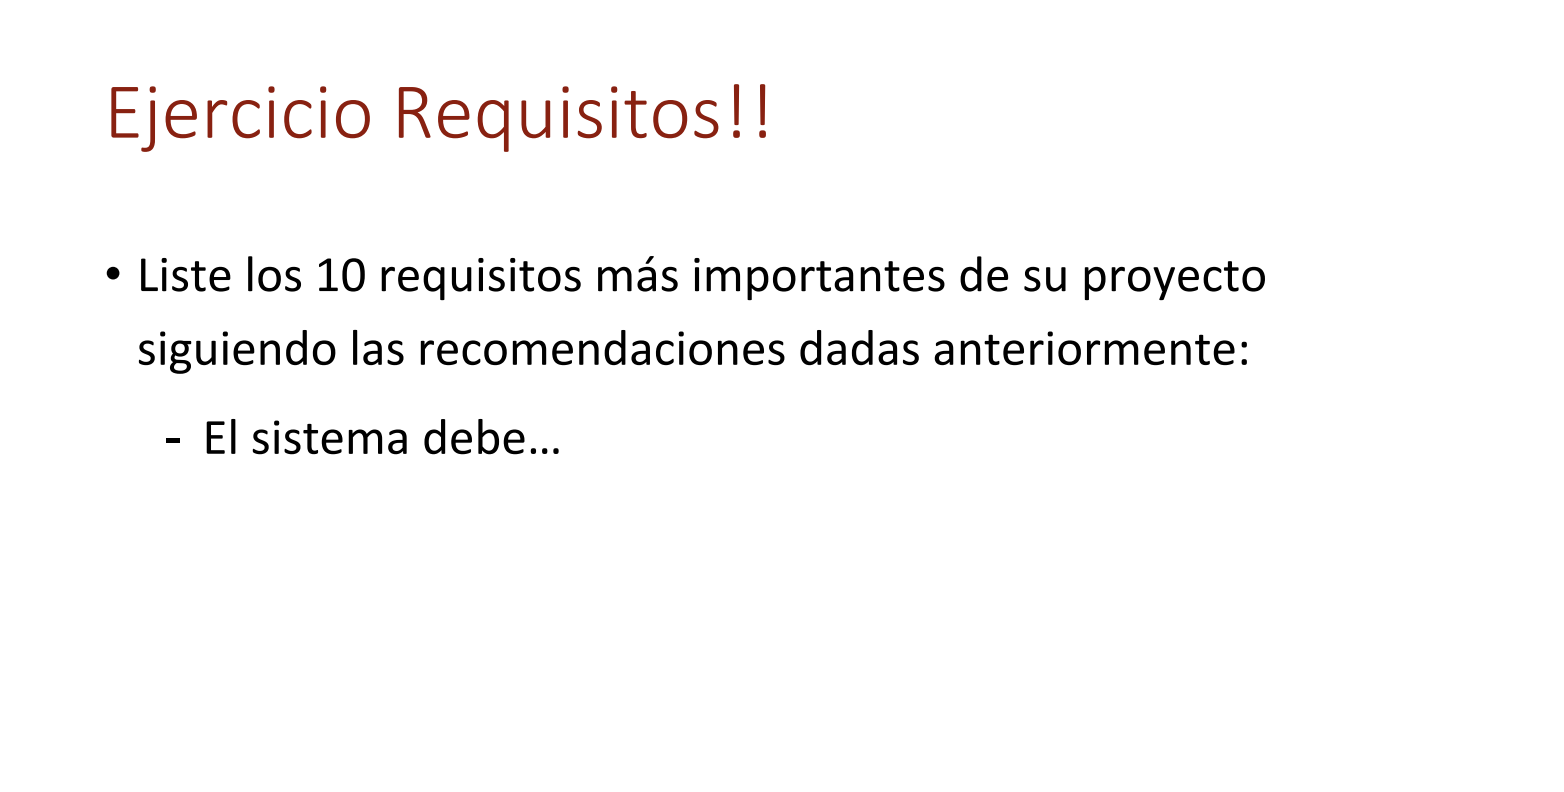 Ejercicio Requisitos!!
• Liste los 10 requisitos más importantes de su proyecto
siguiendo las recomendaciones dadas anteriormente:
- El sistema debe…